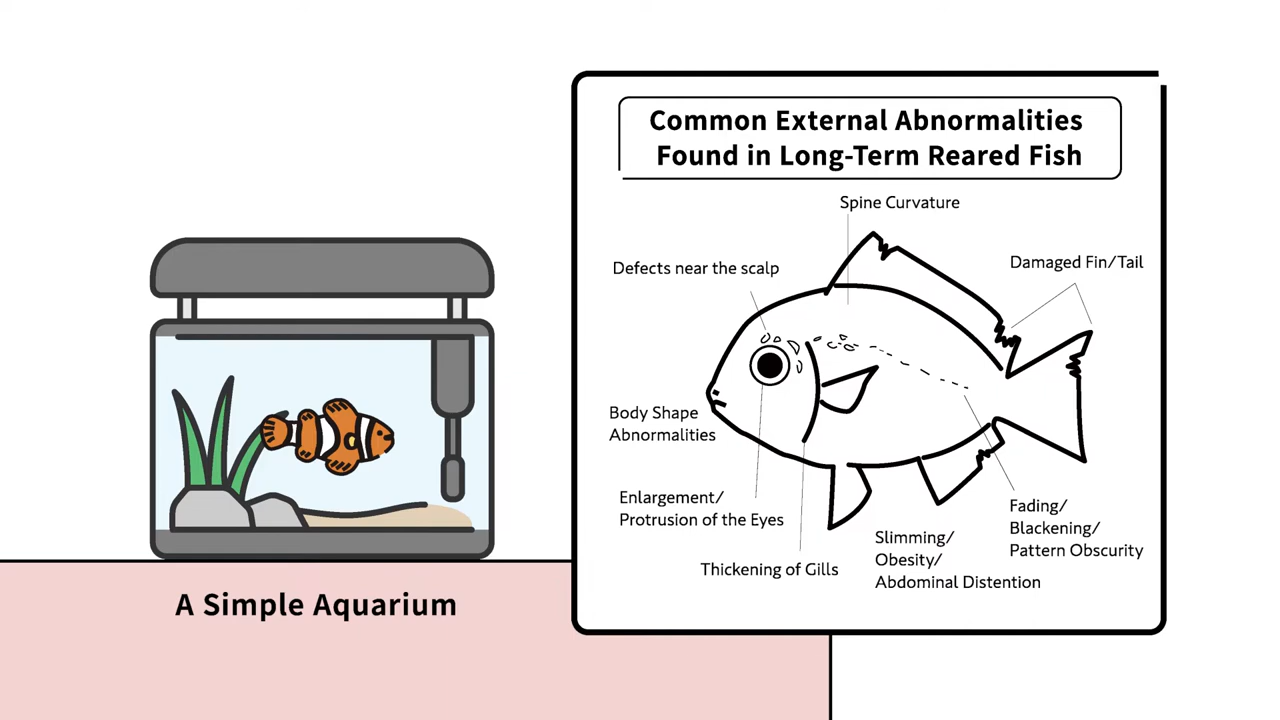 Common External Abnormalities
Found in Long-Term Reared Fish
Spine Curvature
Defects near the scalp
Damaged Fin/Tail
Body Shape
Abnormalities
Enlargement/
Protrusion of the Eyes
Thickening of Gills
Slimming/
Obesity/
Abdominal Distention
Fading/
Blackening/
Pattern Obscurity
A Simple Aquarium